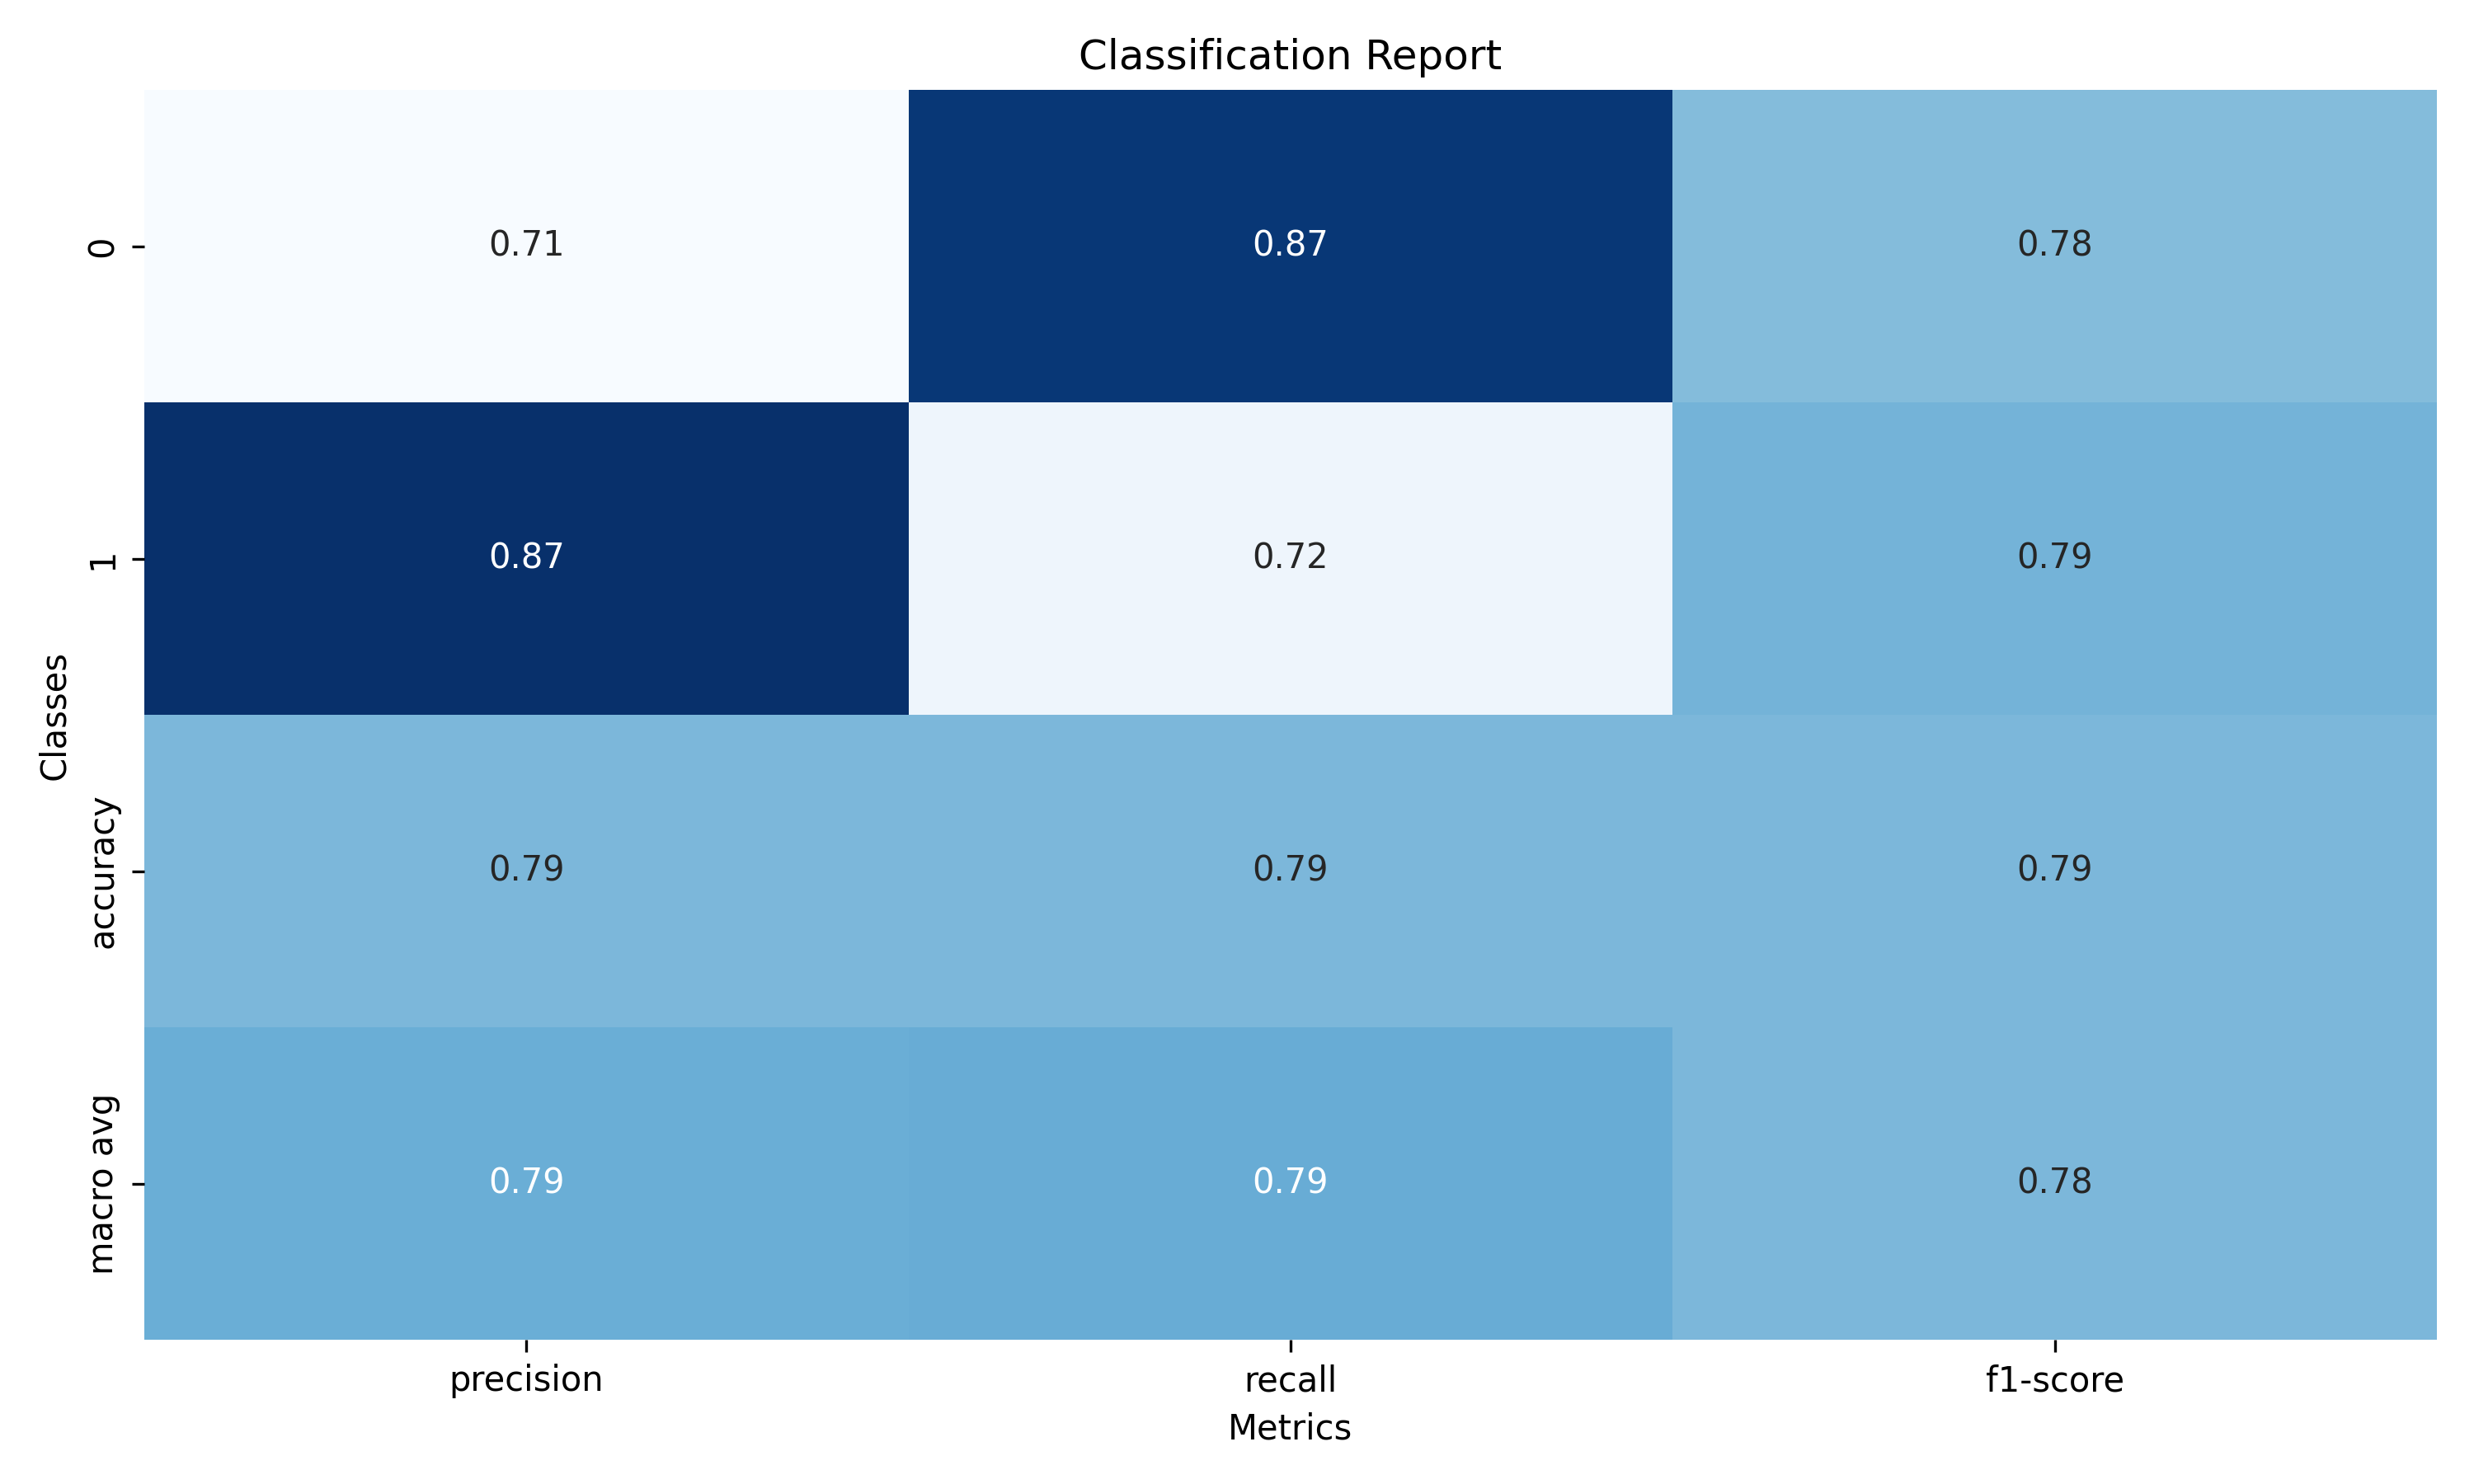 Classification Report
Classes
0 0.71 0.87 0.78
1 0.87 0.72 0.79
accuracy 0.79 0.79 0.79
macro avg 0.79 0.79 0.78
precision recall f1-score
Metrics